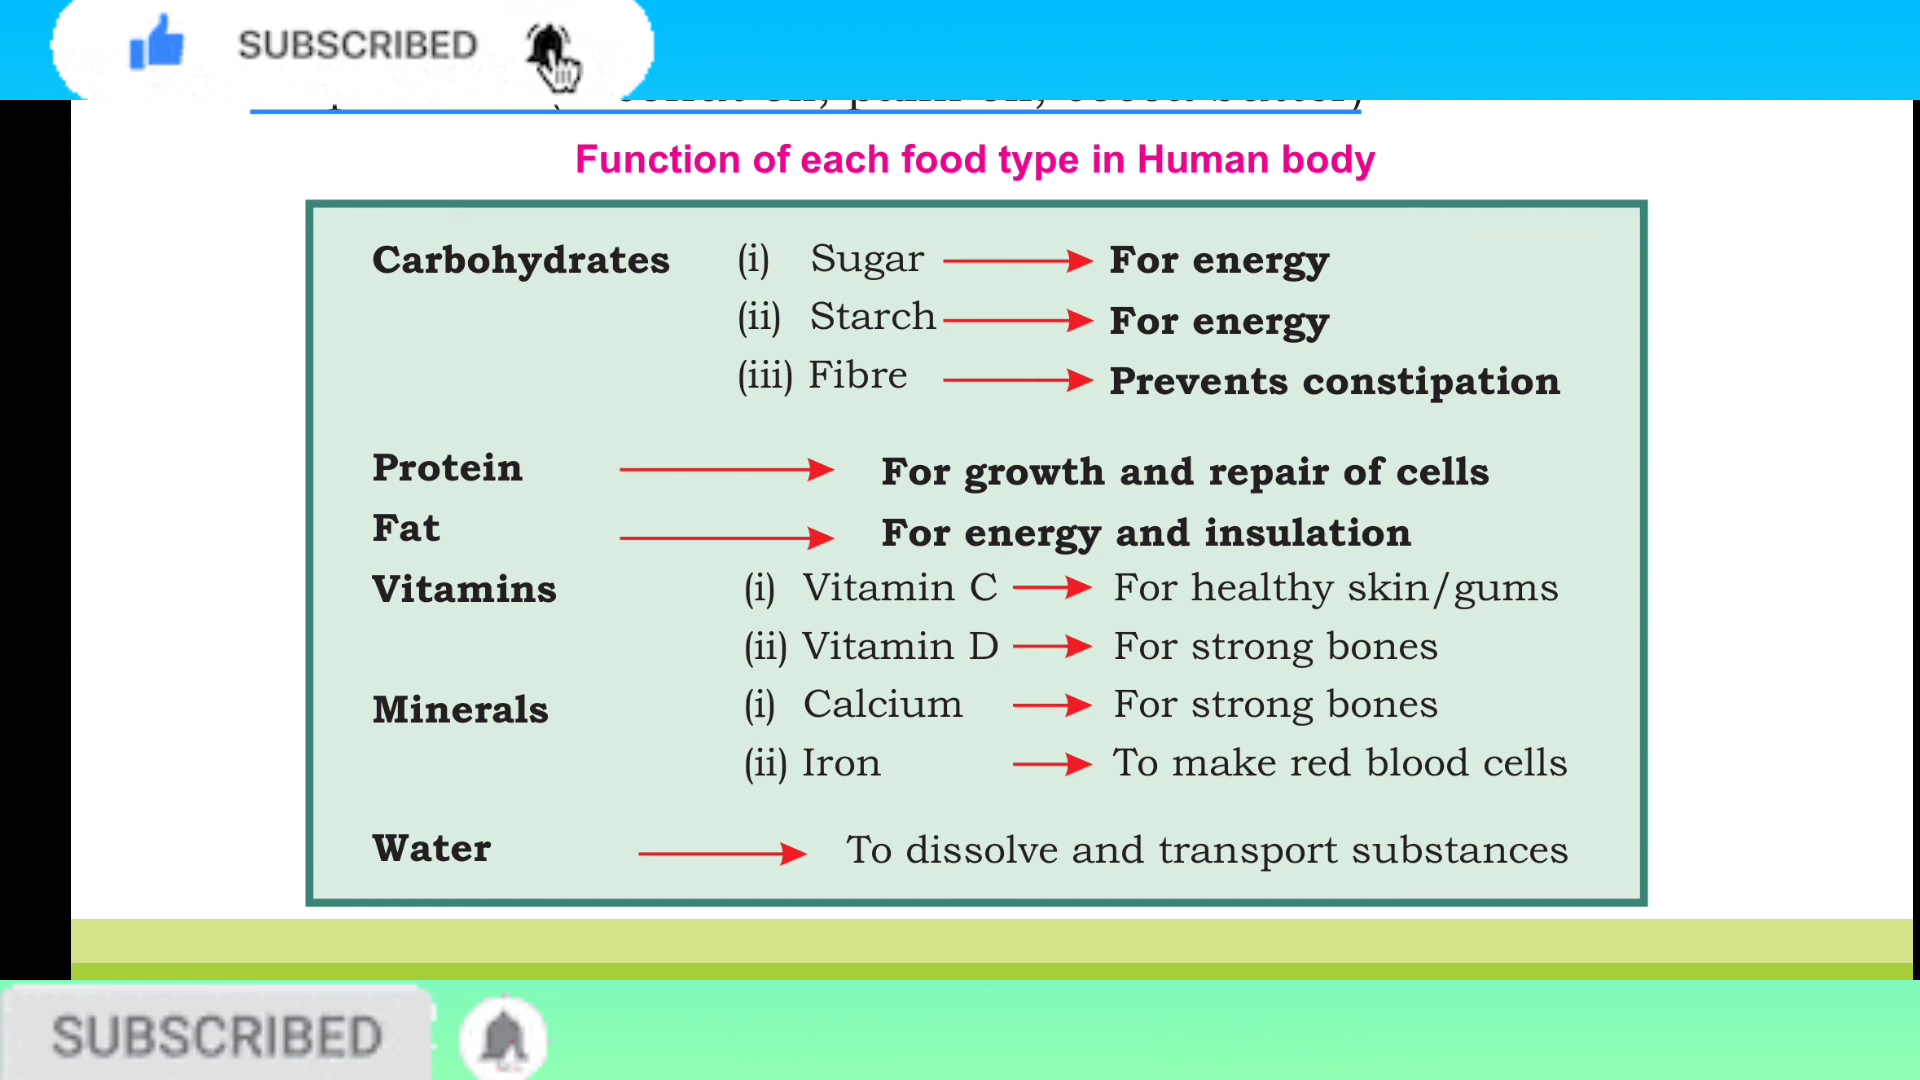 SUBSCRIBED
Function of each food type in Human body
Carbohydrates (i) Sugar For energy
(ii) Starch For energy
(iii) Fibre Prevents constipation
Protein For growth and repair of cells
Fat For energy and insulation
Vitamins (i) Vitamin C For healthy skin/gums
(ii) Vitamin D For strong bones
Minerals (i) Calcium For strong bones
(ii) Iron To make red blood cells
Water To dissolve and transport substances
SUBSCRIBED